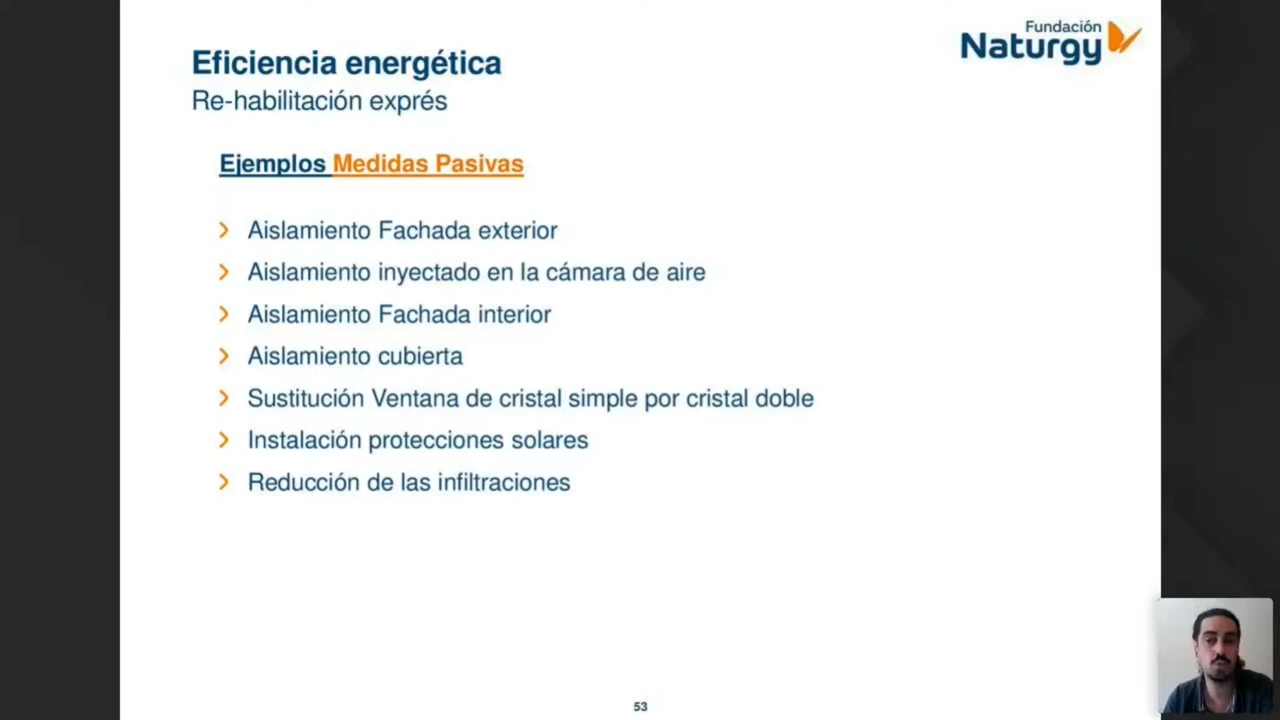 Fundación
Naturgy
Eficiencia energética
Re-habilitación exprés
Ejemplos Medidas Pasivas
Aislamiento Fachada exterior
Aislamiento inyectado en la cámara de aire
Aislamiento Fachada interior
Aislamiento cubierta
Sustitución Ventana de cristal simple por cristal doble
Instalación protecciones solares
Reducción de las infiltraciones
53